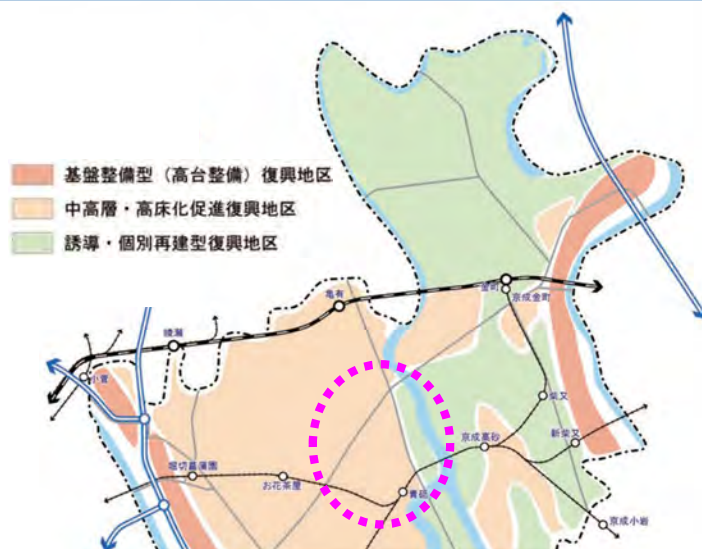 基盤整備型（高台整備）復興地区
中高層・高床化促進復興地区
誘導・個別再建型復興地区
金町
京成金町
亀有
綾瀬
小菅
柴又
京成高砂
新柴又
堀切菖蒲園
お花茶屋
青砥
京成小岩